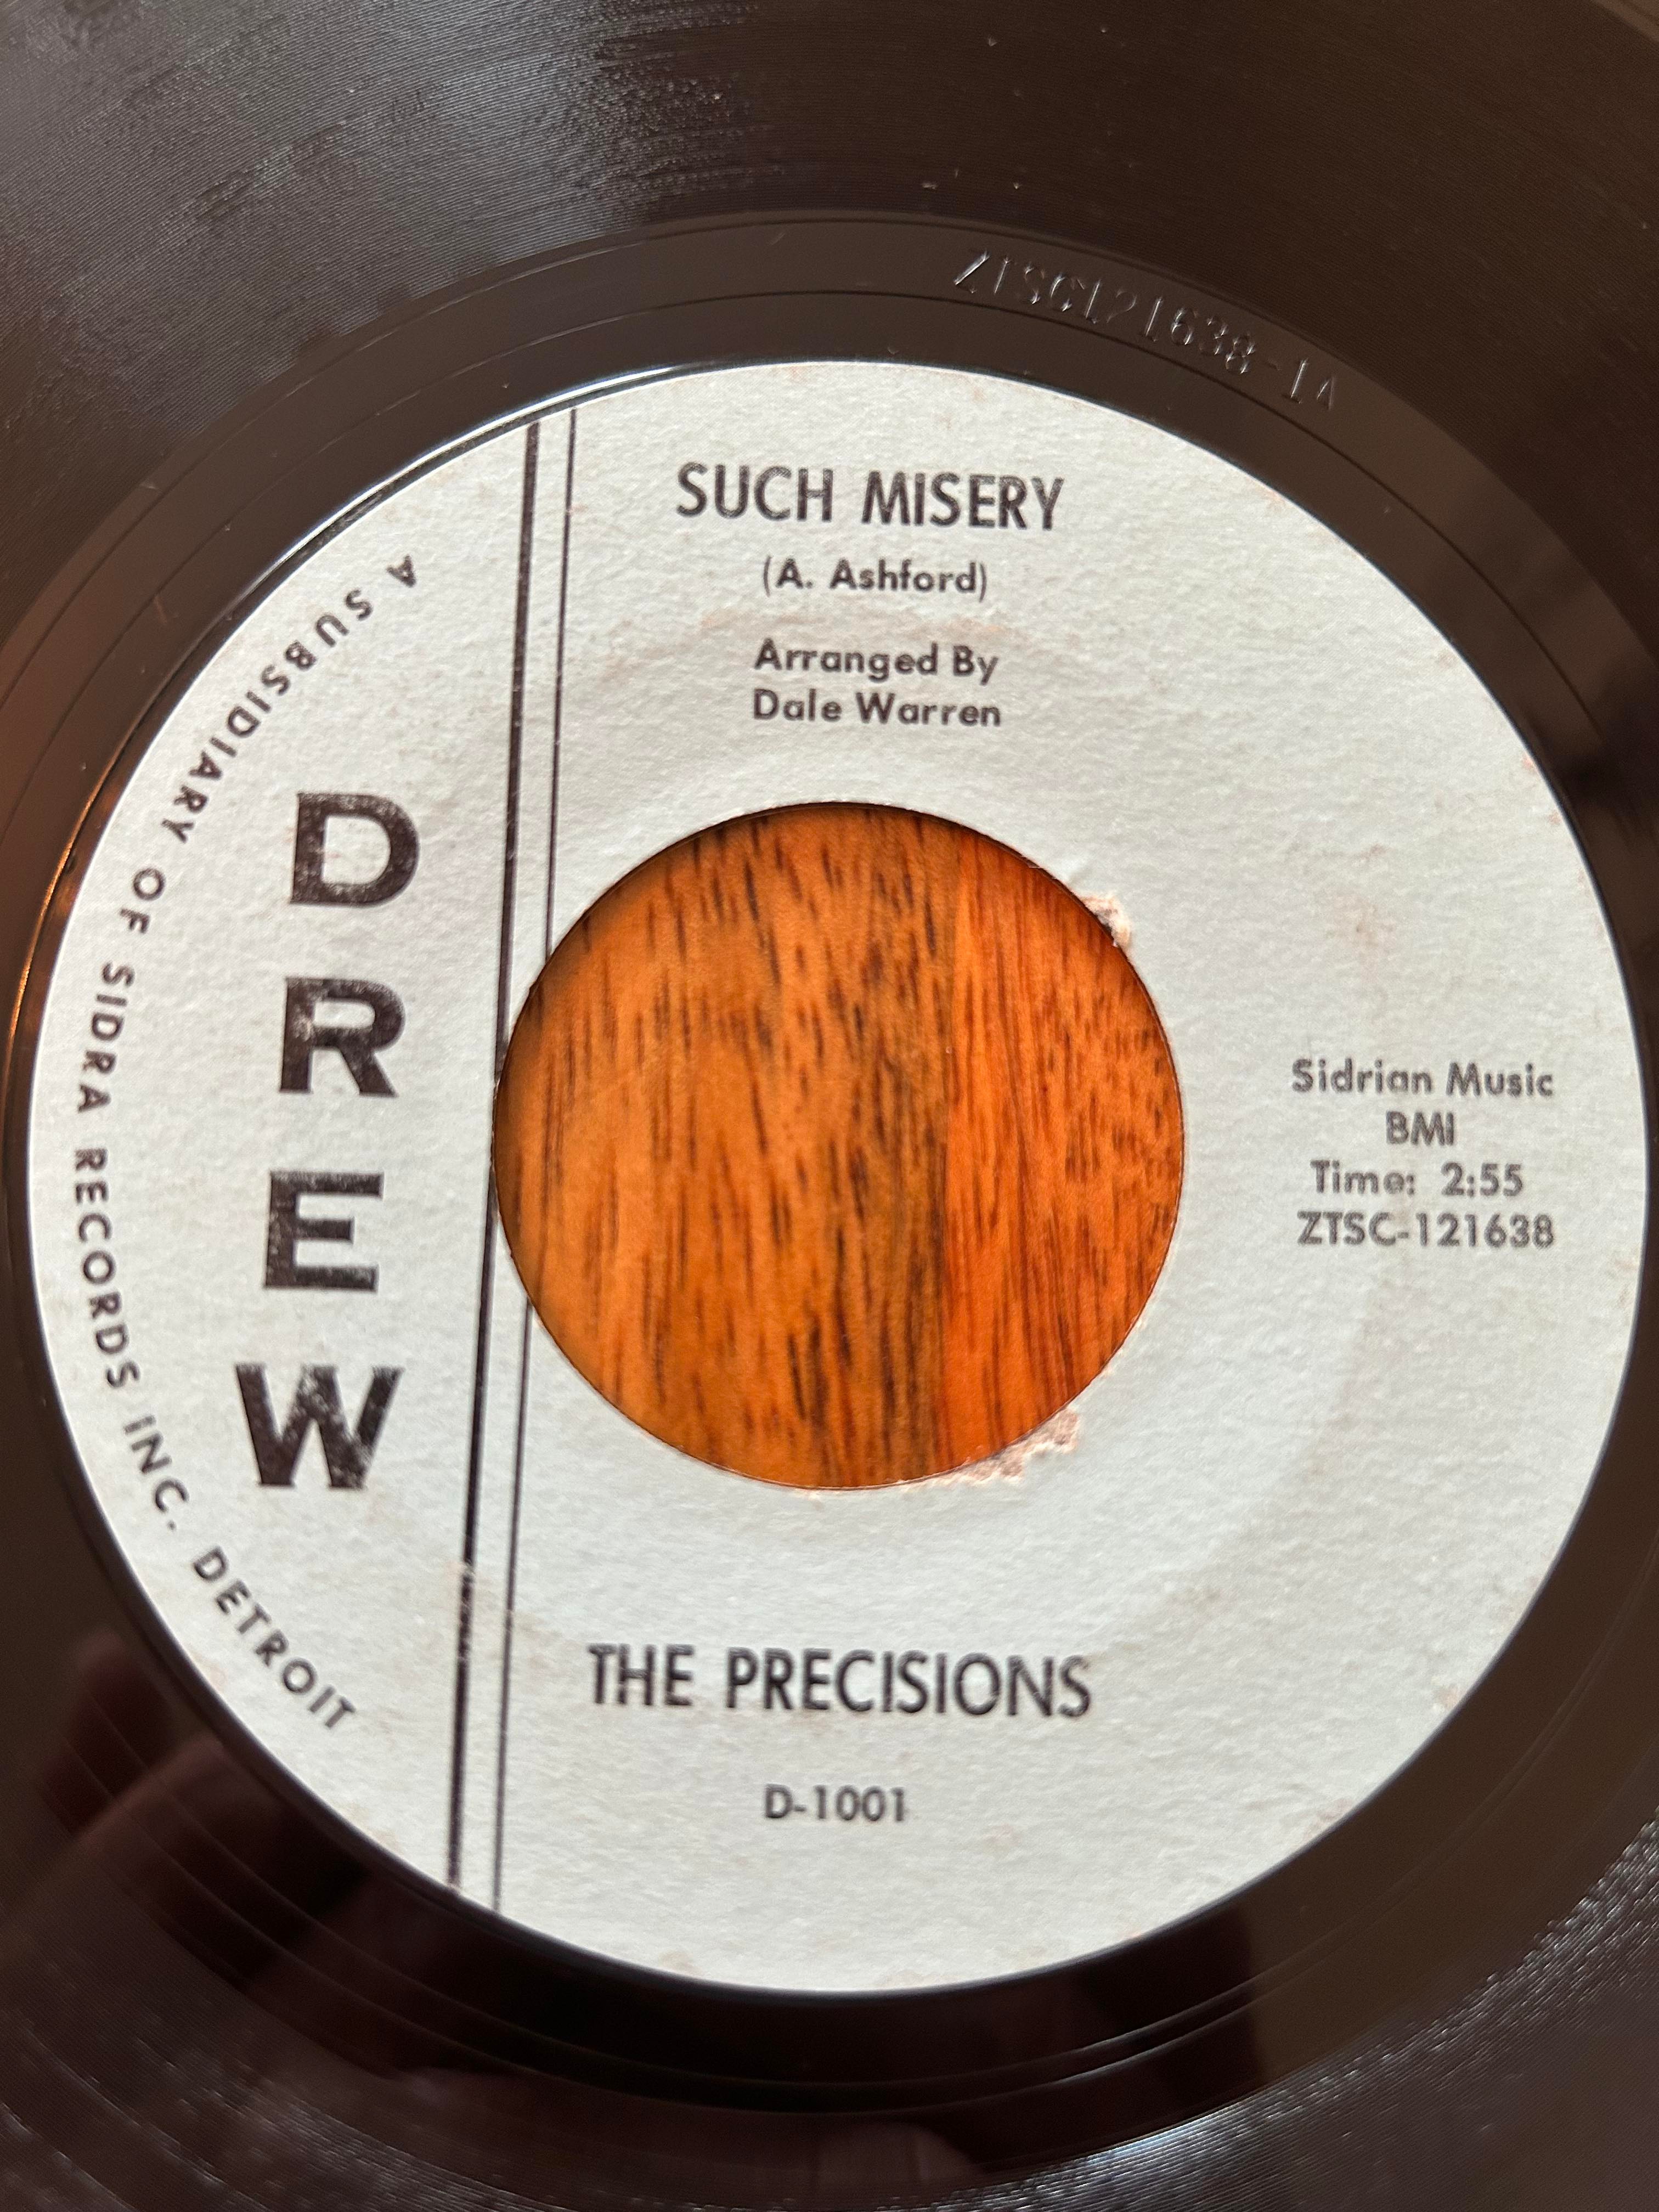 ZTSC121638-1A
SUCH MISERY
(A. Ashford)
Arranged By
Dale Warren
DREW
A SUBSIDIARY OF SIDRA RECORDS INC. DETROIT
Sidrian Music
BMI
Time: 2:55
ZTSC-121638
THE PRECISIONS
D-1001